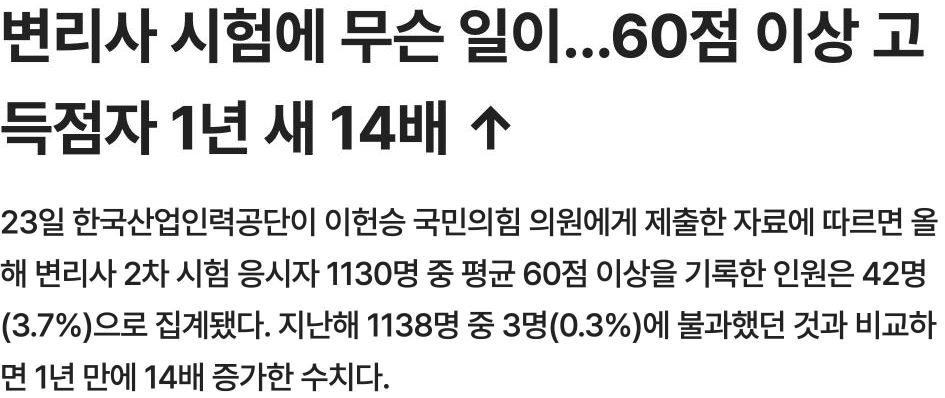 변리사 시험에 무슨 일이...60점 이상 고
득점자 1년 새 14배 ↑
23일 한국산업인력공단이 이헌승 국민의힘 의원에게 제출한 자료에 따르면 올
해 변리사 2차 시험 응시자 1130명 중 평균 60점 이상을 기록한 인원은 42명
(3.7%)으로 집계됐다. 지난해 1138명 중 3명(0.3%)에 불과했던 것과 비교하
면 1년 만에 14배 증가한 수치다.